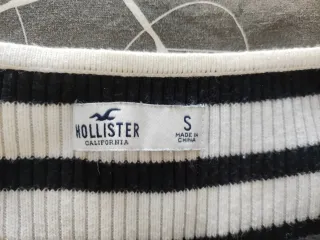 HOLLISTER
CALIFORNIA
S
MADE IN
CHINA